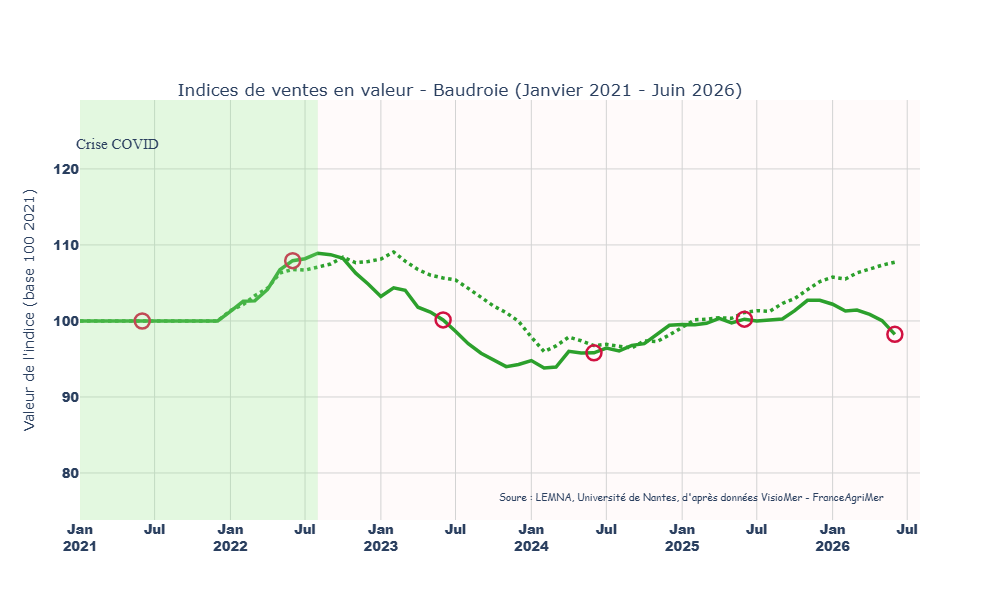 Indices de ventes en valeur - Baudroie (Janvier 2021 - Juin 2026)
Crise COVID
Valeur de l'Indice (base 100 2021)
120
110
100
90
80
Soure : LEMNA, Université de Nantes, d'après données VisioMer - FranceAgriMer
Jan Jul Jan Jul Jan Jul Jan Jul Jan Jul Jan Jul
2021 2022 2023 2024 2025 2026